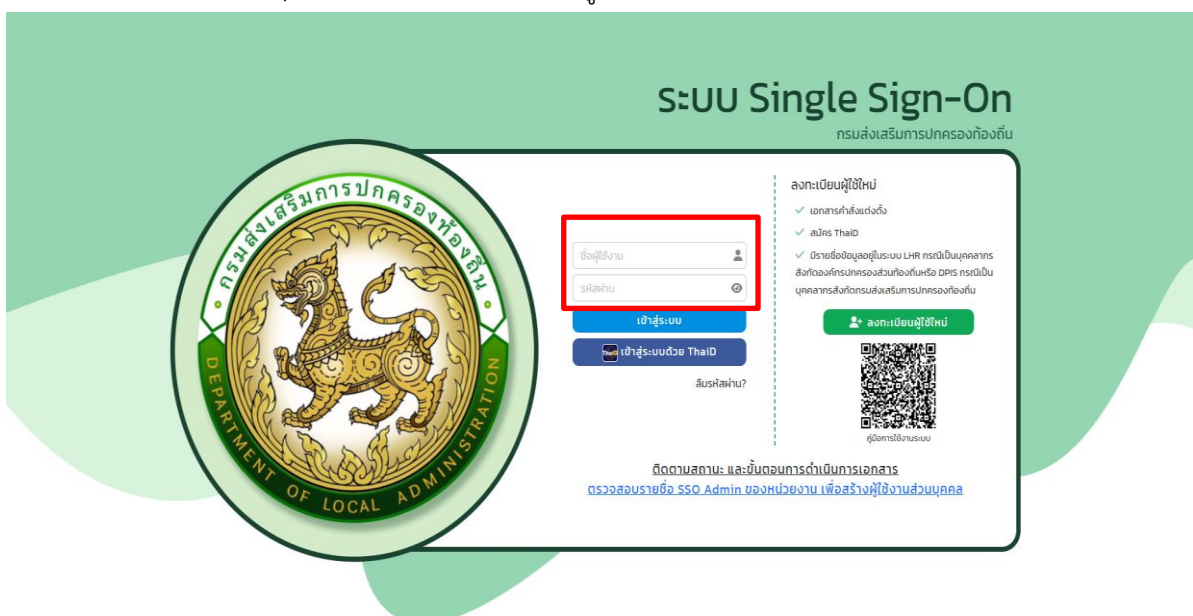 ระบบ Single Sign-On
กรมส่งเสริมการปกครองท้องถิ่น
กรมส่งเสริมการปกครองท้องถิ่น
DEPARTMENT OF LOCAL ADMINISTRATION
ชื่อผู้ใช้งาน
รหัสผ่าน
เข้าสู่ระบบ
ThaiD เข้าสู่ระบบด้วย ThaiD
ลืมรหัสผ่าน?
ลงทะเบียนผู้ใช้ใหม่
เอกสารคำสั่งแต่งตั้ง
สมัคร ThaiD
มีรายชื่อข้อมูลอยู่ในระบบ LHR กรณีเป็นบุคลากร
สังกัดองค์กรปกครองส่วนท้องถิ่นหรือ DPIS กรณีเป็น
บุคลากรสังกัดกรมส่งเสริมการปกครองท้องถิ่น
ลงทะเบียนผู้ใช้ใหม่
คู่มือการใช้งานระบบ
ติดตามสถานะ และขั้นตอนการดำเนินการเอกสาร
ตรวจสอบรายชื่อ SSO Admin ของหน่วยงาน เพื่อสร้างผู้ใช้งานส่วนบุคคล